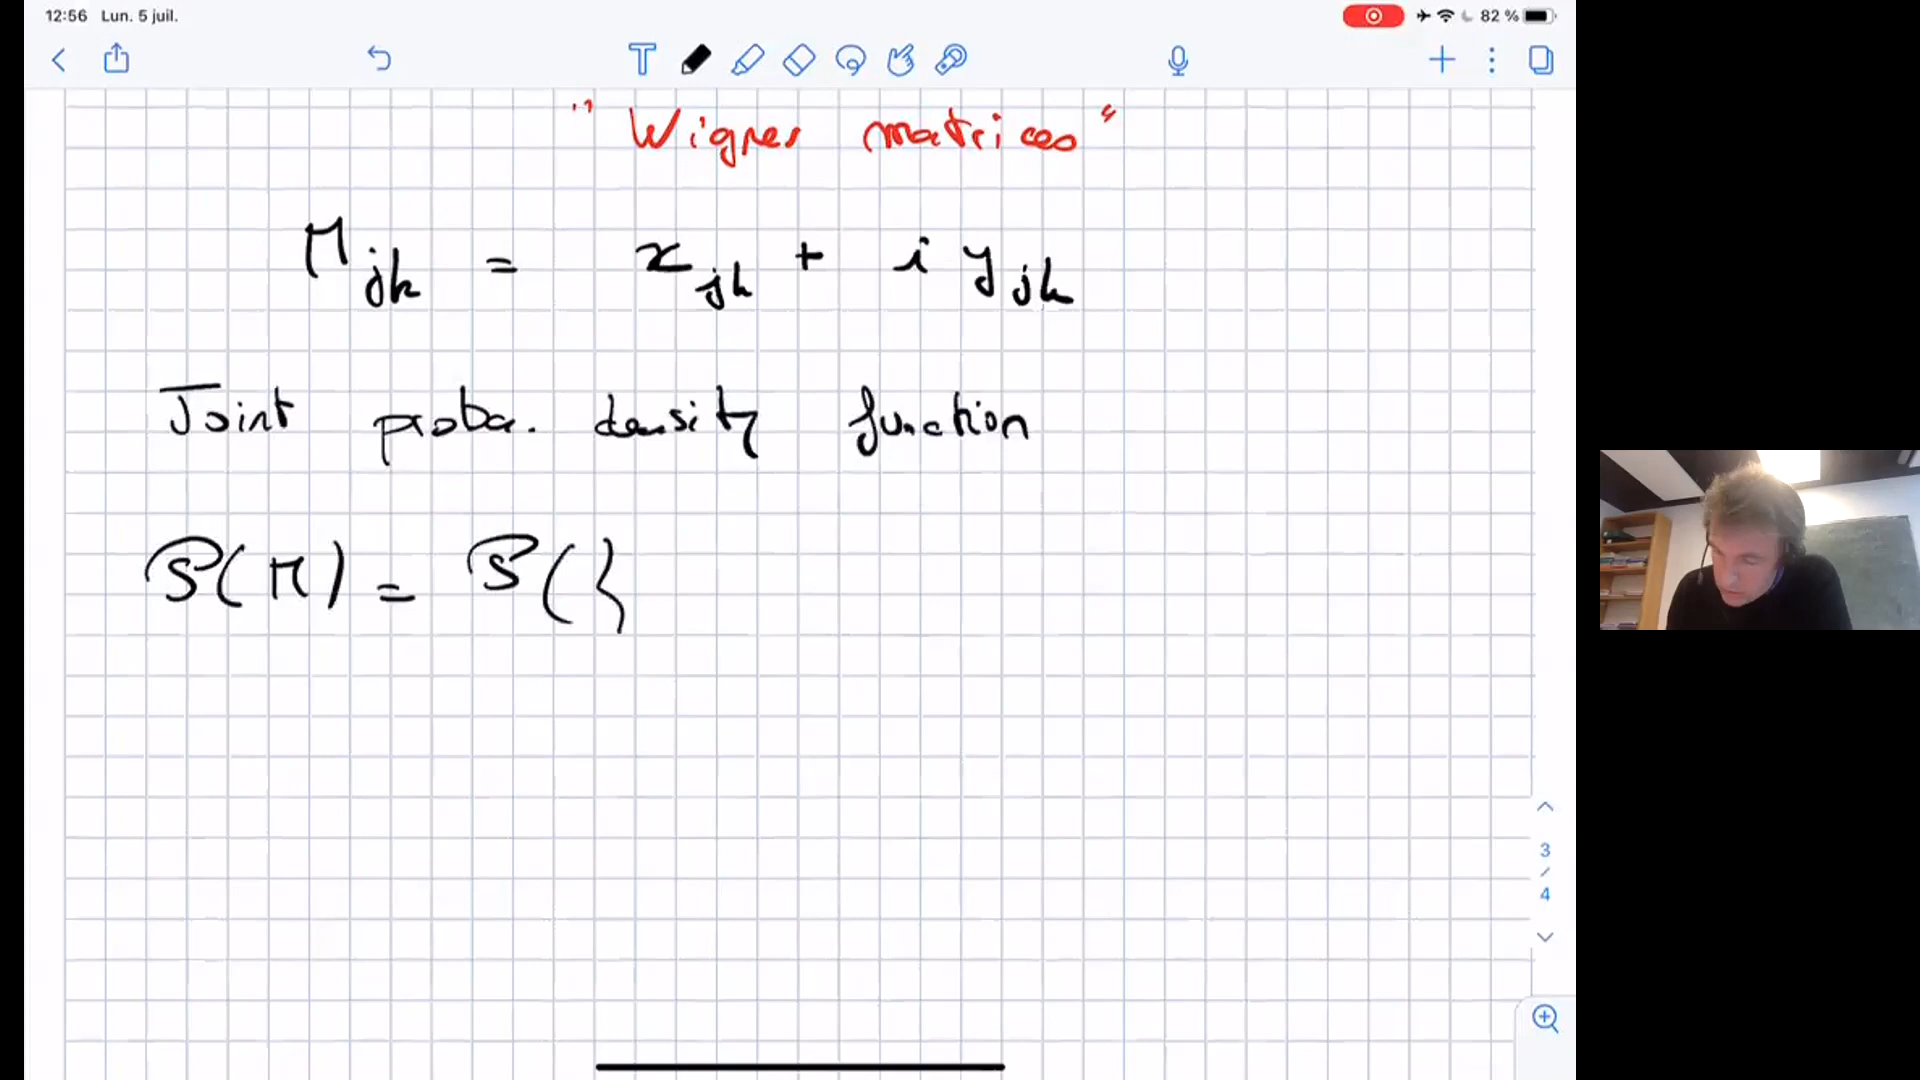 12:56 Lun. 5 juil. 82 %
" Wigner matrices "
M_jk = x_jk + i y_jk
Joint proba. density function
P(M) = P({
3
/
4